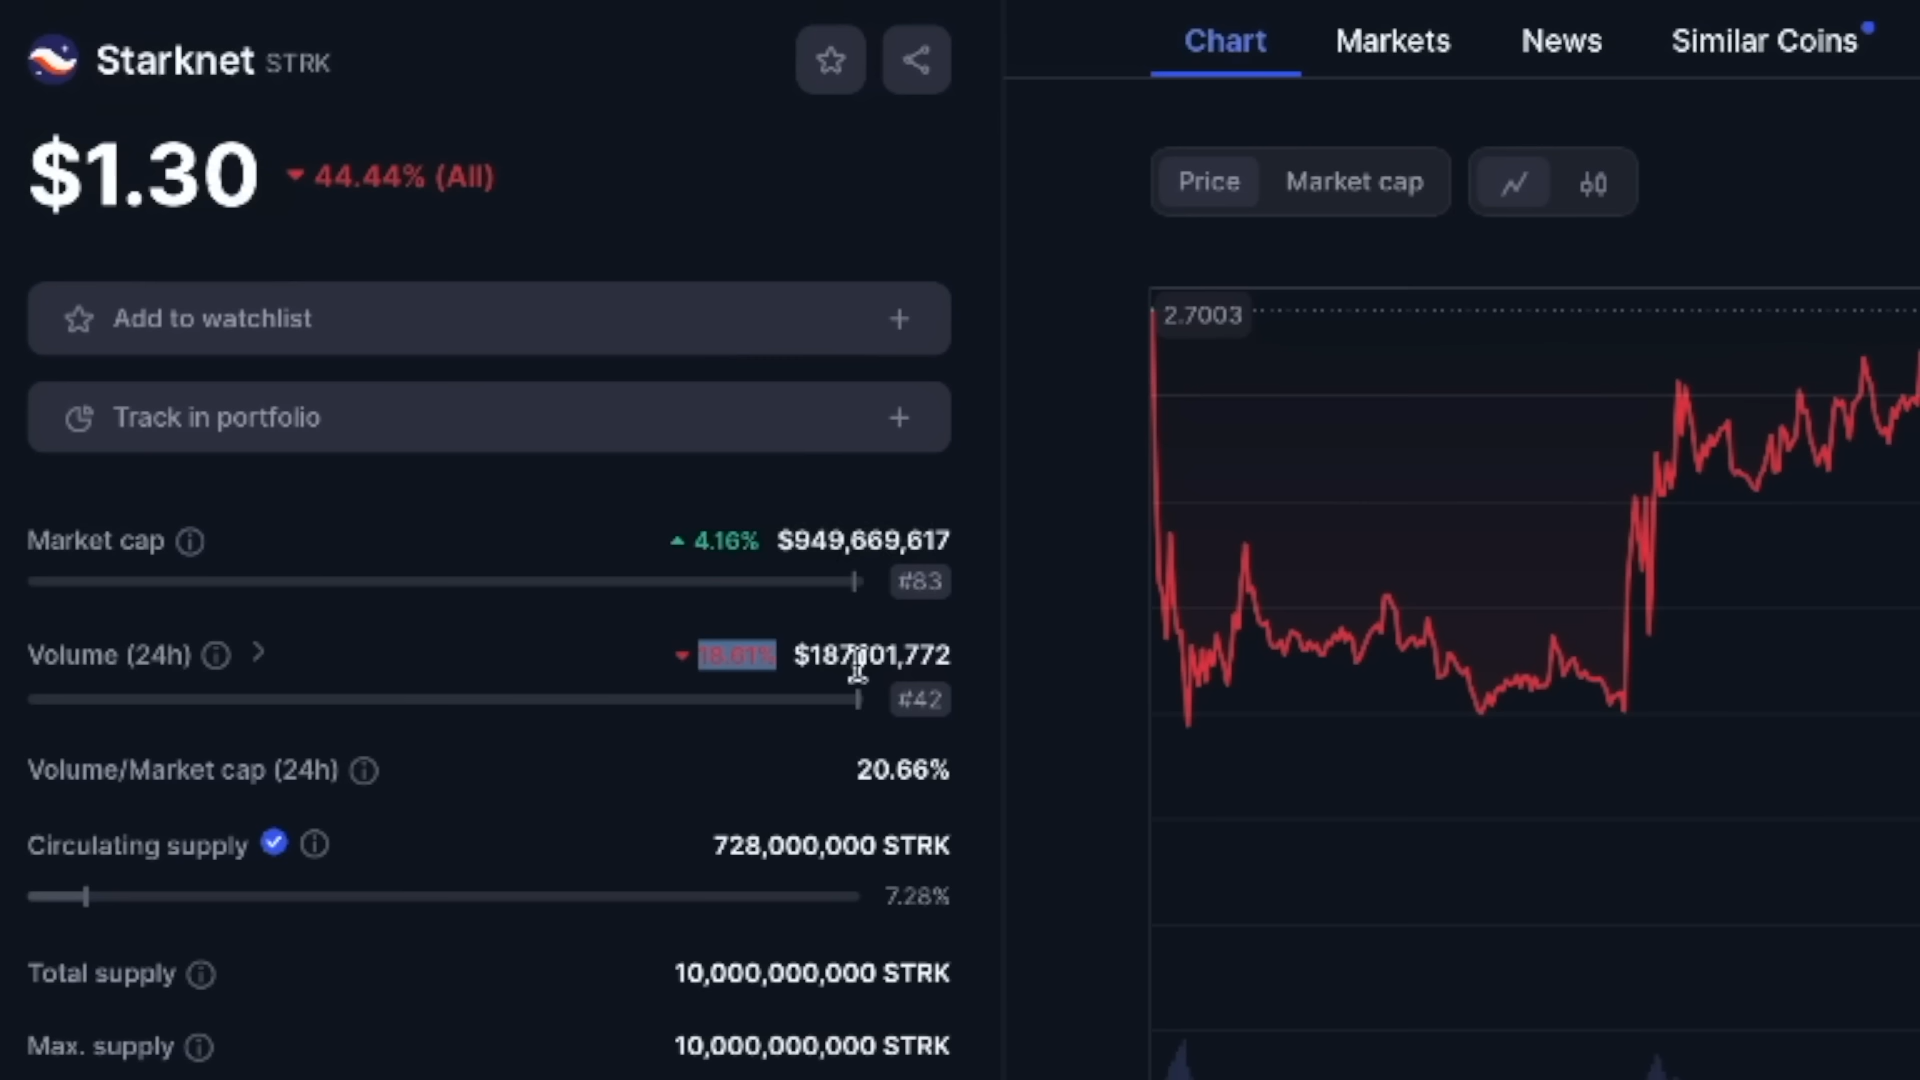 Starknet STRK
$1.30 44.44% (All)
Add to watchlist
Track in portfolio
Market cap 4.16% $949,669,617
#83
Volume (24h)
#42
Volume/Market cap (24h) 20.66%
Circulating supply 728,000,000 STRK
7.28%
Total supply 10,000,000,000 STRK
Max. supply 10,000,000,000 STRK
Chart Markets News Similar Coins
Price Market cap
2.7003